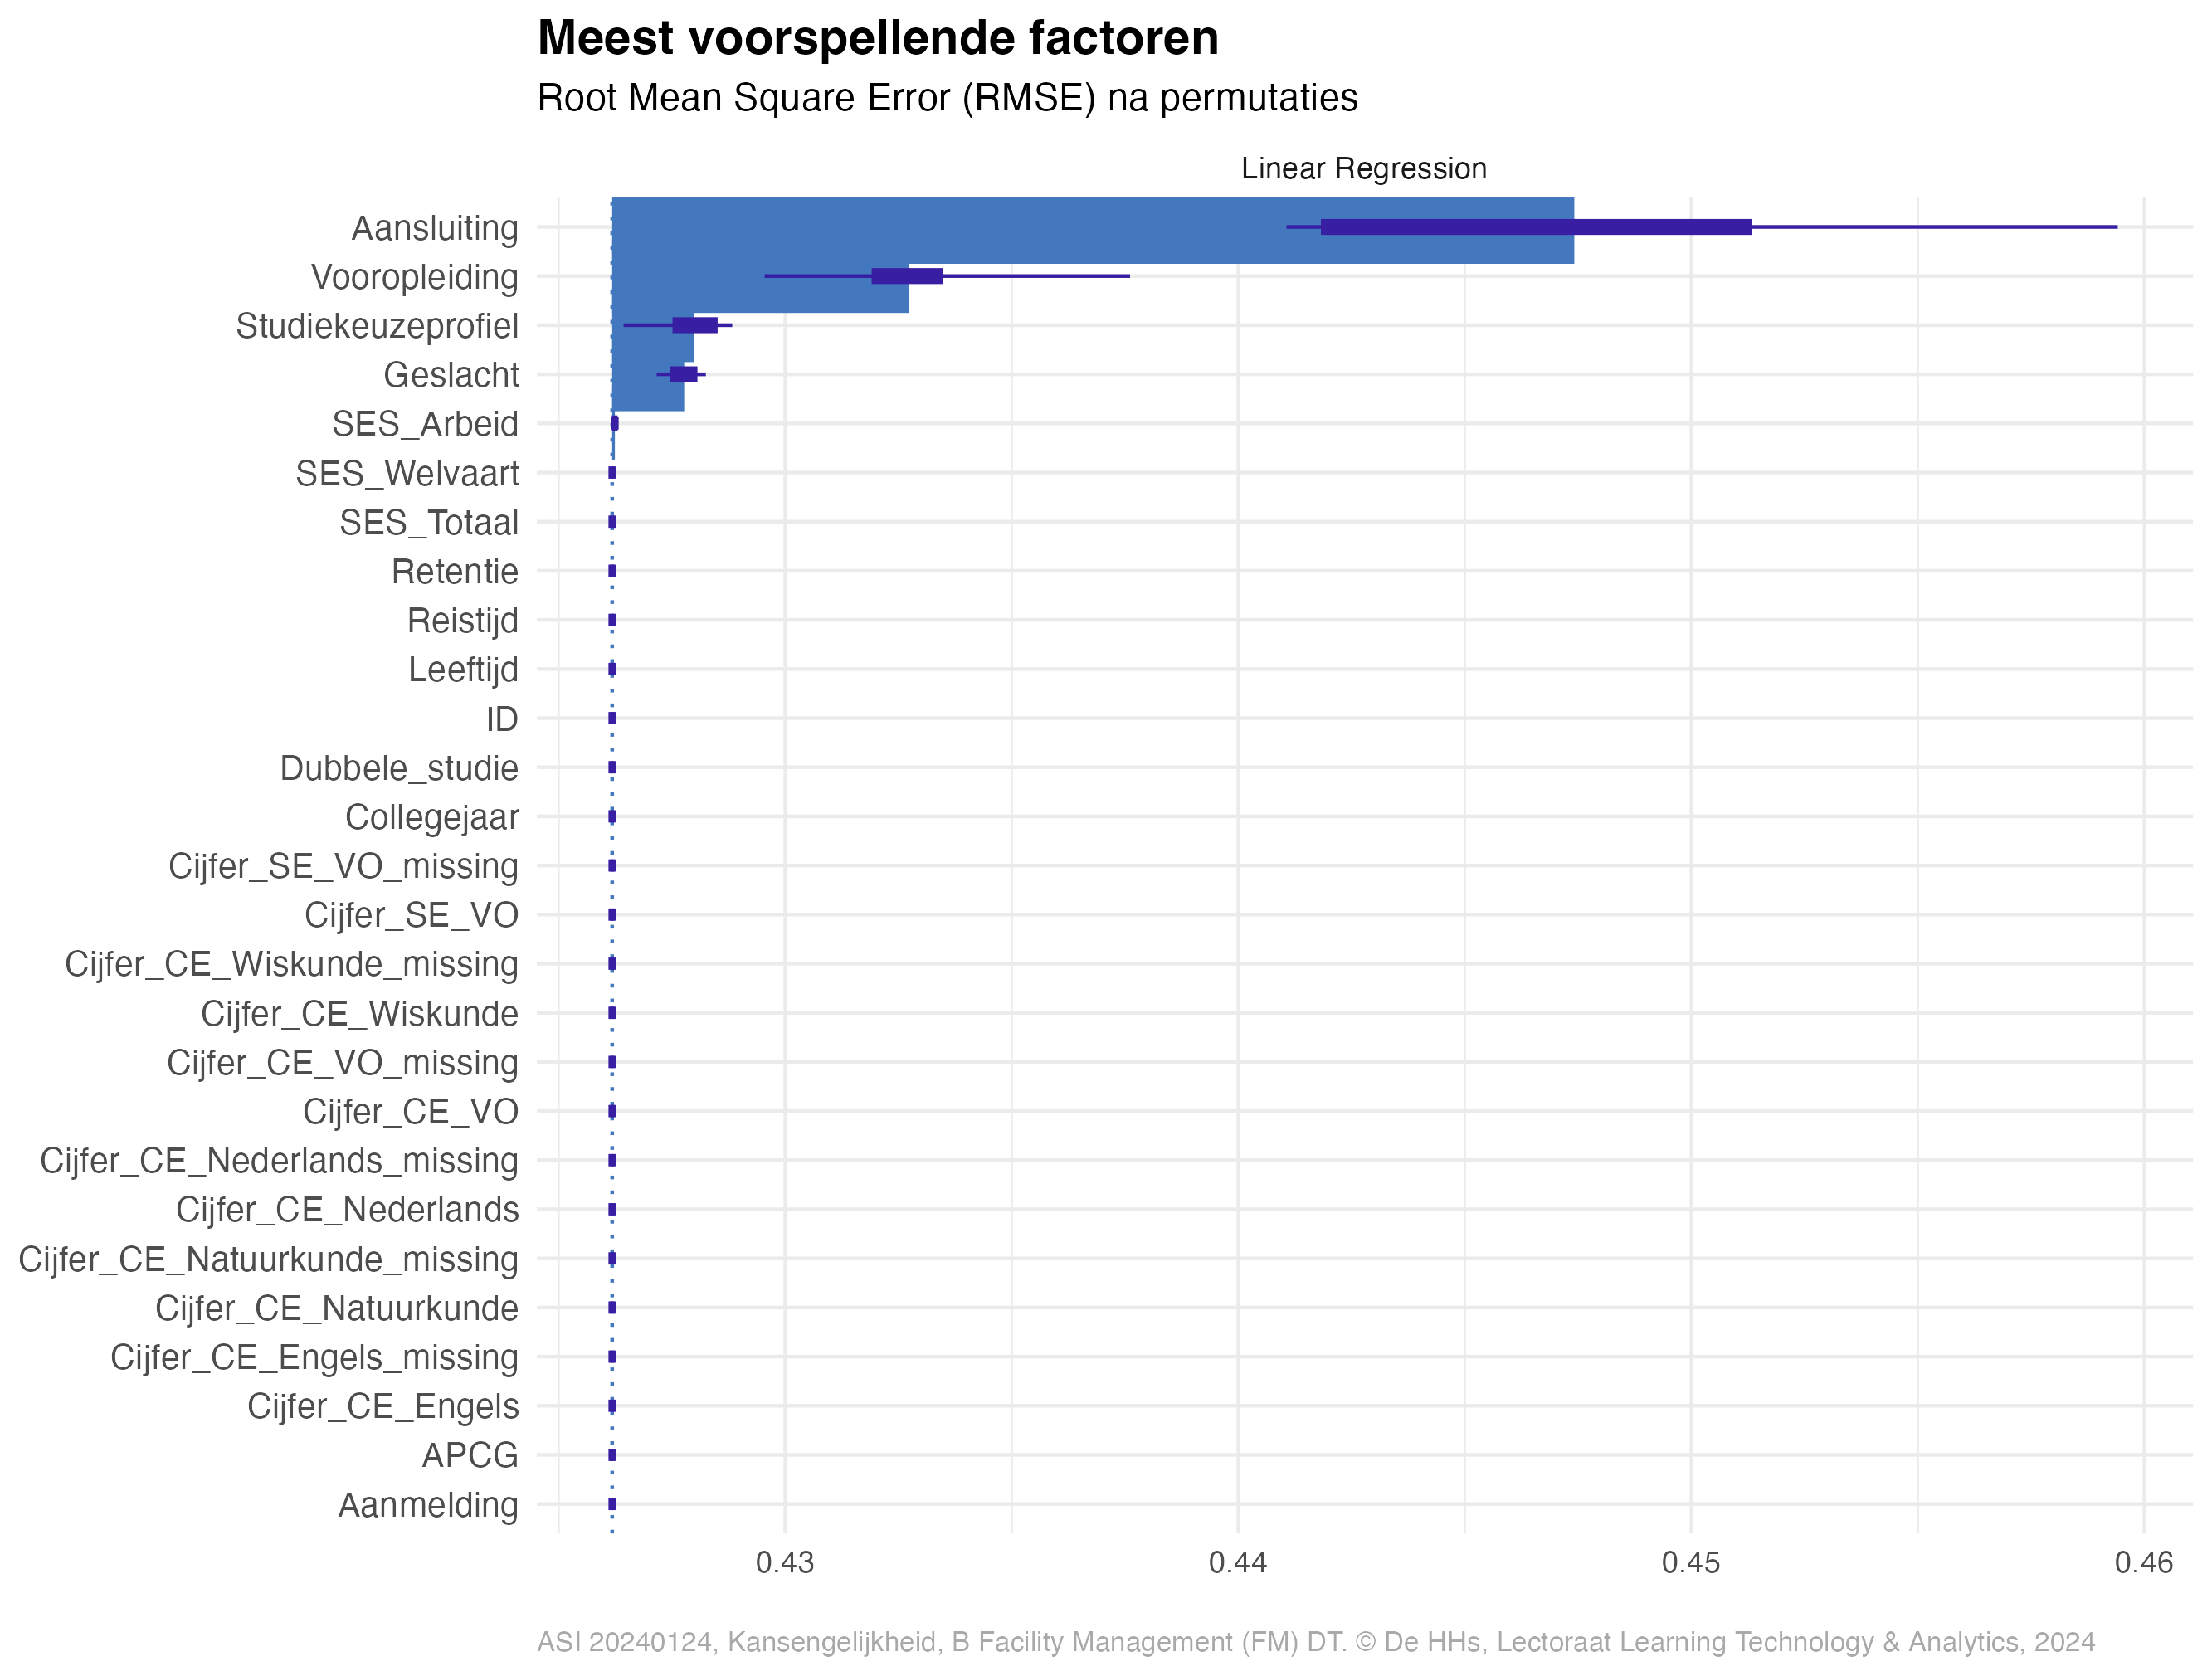 Meest voorspellende factoren
Root Mean Square Error (RMSE) na permutaties
Linear Regression
Aansluiting
Vooropleiding
Studiekeuzeprofiel
Geslacht
SES_Arbeid
SES_Welvaart
SES_Totaal
Retentie
Reistijd
Leeftijd
ID
Dubbele_studie
Collegejaar
Cijfer_SE_VO_missing
Cijfer_SE_VO
Cijfer_CE_Wiskunde_missing
Cijfer_CE_Wiskunde
Cijfer_CE_VO_missing
Cijfer_CE_VO
Cijfer_CE_Nederlands_missing
Cijfer_CE_Nederlands
Cijfer_CE_Natuurkunde_missing
Cijfer_CE_Natuurkunde
Cijfer_CE_Engels_missing
Cijfer_CE_Engels
APCG
Aanmelding
0.43 0.44 0.45 0.46
ASI 20240124, Kansengelijkheid, B Facility Management (FM) DT. © De HHs, Lectoraat Learning Technology & Analytics, 2024